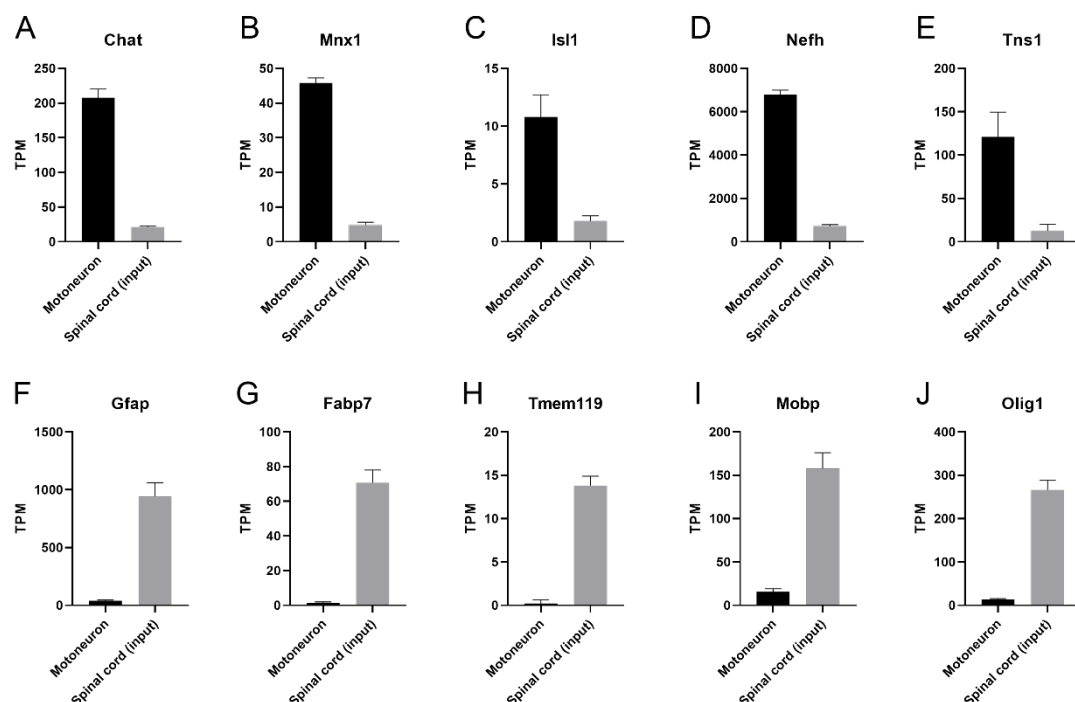 A
Chat
TPM
250
200
150
100
50
0
Motoneuron
Spinal cord (input)
B
Mnx1
TPM
50
40
30
20
10
0
Motoneuron
Spinal cord (input)
C
Isl1
TPM
15
10
5
0
Motoneuron
Spinal cord (input)
D
Nefh
TPM
8000
6000
4000
2000
0
Motoneuron
Spinal cord (input)
E
Tns1
TPM
200
150
100
50
0
Motoneuron
Spinal cord (input)
F
Gfap
TPM
1500
1000
500
0
Motoneuron
Spinal cord (input)
G
Fabp7
TPM
100
80
60
40
20
0
Motoneuron
Spinal cord (input)
H
Tmem119
TPM
20
15
10
5
0
Motoneuron
Spinal cord (input)
I
Mobp
TPM
200
150
100
50
0
Motoneuron
Spinal cord (input)
J
Olig1
TPM
400
300
200
100
0
Motoneuron
Spinal cord (input)